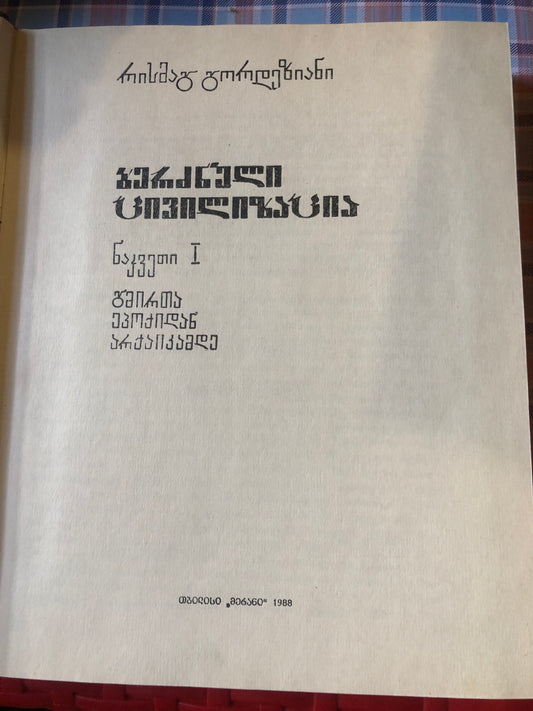 რისმაგ გორდეზიანი
ბერძნული
ცივილიზაცია
ნაკვეთი I
გმირთა
ეპოქიდან
არქაიკამდე
თბილისი „მერანი“ 1988